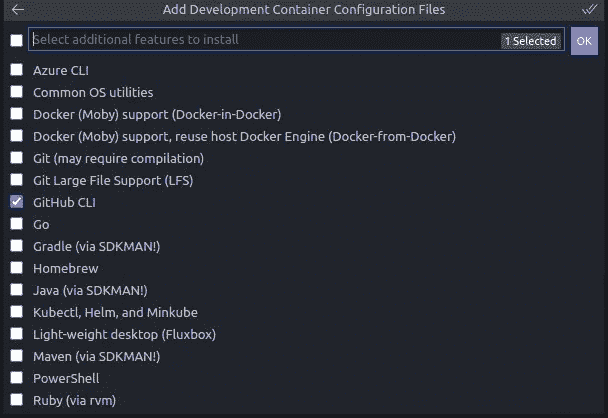 Add Development Container Configuration Files
Select additional features to install 1 Selected OK
Azure CLI
Common OS utilities
Docker (Moby) support (Docker-in-Docker)
Docker (Moby) support, reuse host Docker Engine (Docker-from-Docker)
Git (may require compilation)
Git Large File Support (LFS)
GitHub CLI
Go
Gradle (via SDKMAN!)
Homebrew
Java (via SDKMAN!)
Kubectl, Helm, and Minkube
Light-weight desktop (Fluxbox)
Maven (via SDKMAN!)
PowerShell
Ruby (via rvm)